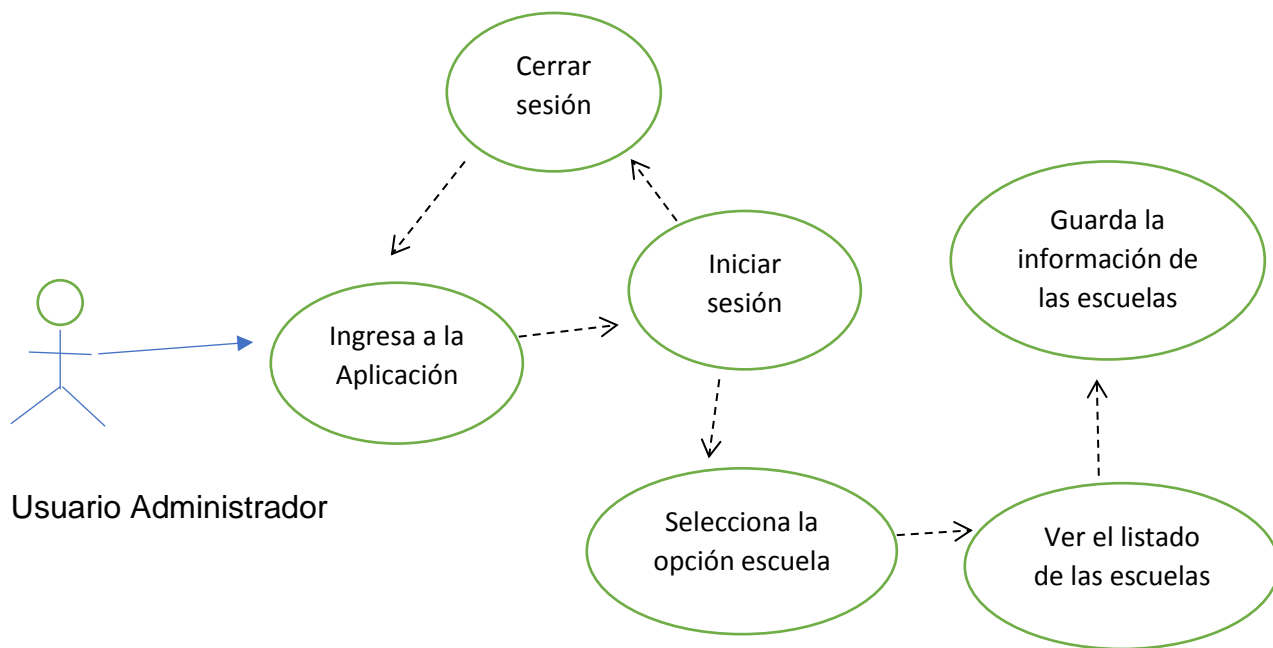 Cerrar
sesión
Iniciar
sesión
Guarda la
información de
las escuelas
Ingresa a la
Aplicación
Usuario Administrador
Selecciona la
opción escuela
Ver el listado
de las escuelas